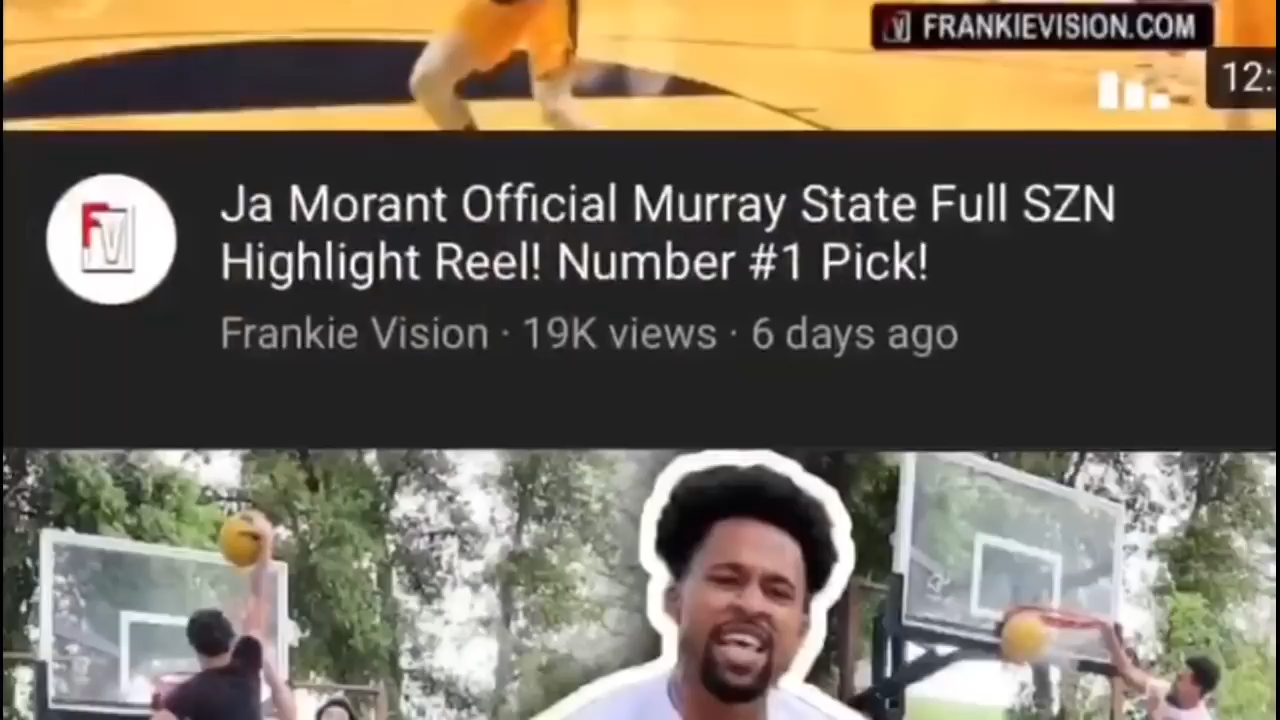 FRANKIEVISION.COM
12:
Ja Morant Official Murray State Full SZN
Highlight Reel! Number #1 Pick!
Frankie Vision · 19K views · 6 days ago